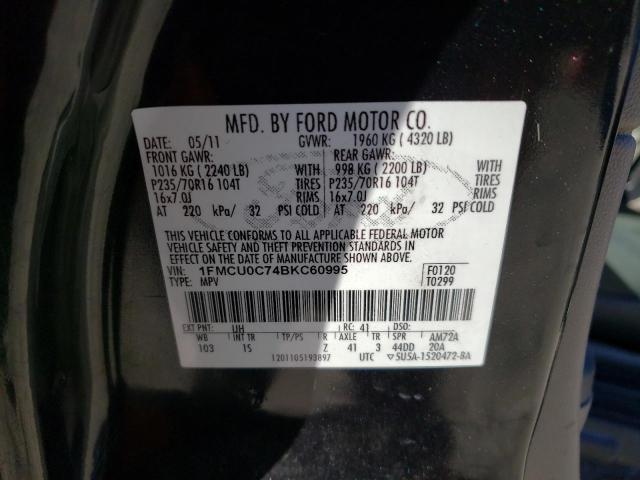 MFD. BY FORD MOTOR CO.
DATE: 05/11 GVWR: 1960 KG ( 4320 LB)
FRONT GAWR: REAR GAWR:
1016 KG ( 2240 LB) WITH 998 KG ( 2200 LB) WITH
P235/70R16 104T TIRES P235/70R16 104T TIRES
16x7.0J RIMS 16x7.0J RIMS
AT 220 kPa/ 32 PSI COLD AT 220 kPa/ 32 PSI COLD
THIS VEHICLE CONFORMS TO ALL APPLICABLE FEDERAL MOTOR
VEHICLE SAFETY AND THEFT PREVENTION STANDARDS IN
EFFECT ON THE DATE OF MANUFACTURE SHOWN ABOVE.
VIN: 1FMCU0C74BKC60995 F0120
TYPE: MPV T0299
EXT PNT: UH RC: 41 DSO:
WB INT TR TP/PS R AXLE TR SPR AM72A
103 15 Z 41 3 44DD 20A
1201105193897 UTC 5U5A-1520472-BA